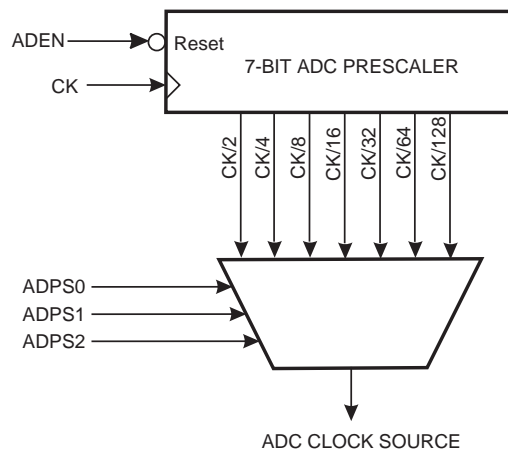 ADEN
Reset
7-BIT ADC PRESCALER
CK
CK/2
CK/4
CK/8
CK/16
CK/32
CK/64
CK/128
ADPS0
ADPS1
ADPS2
ADC CLOCK SOURCE